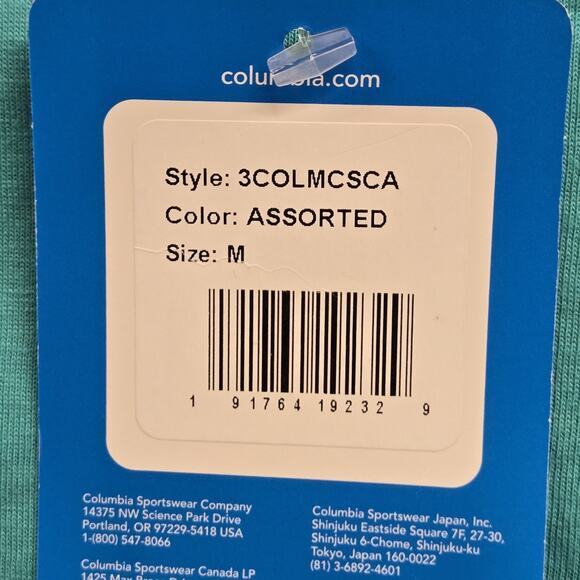 columbia.com
Style: 3COLMCSCA
Color: ASSORTED
Size: M
1 91764 19232 9
Columbia Sportswear Company
14375 NW Science Park Drive
Portland, OR 97229-5418 USA
1-(800) 547-8066
Columbia Sportswear Canada LP
1425 Max
Columbia Sportswear Japan, Inc.
Shinjuku Eastside Square 7F, 27-30,
Shinjuku 6-Chome, Shinjuku-ku
Tokyo, Japan 160-0022
(81) 3-6892-4601